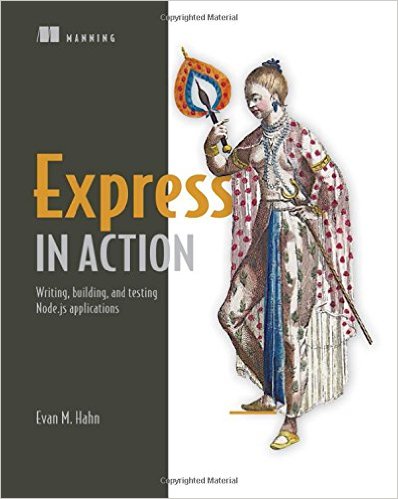 Copyrighted Material
MANNING
Express
IN ACTION
Writing, building, and testing
Node.js applications
Evan M. Hahn
Copyrighted Material